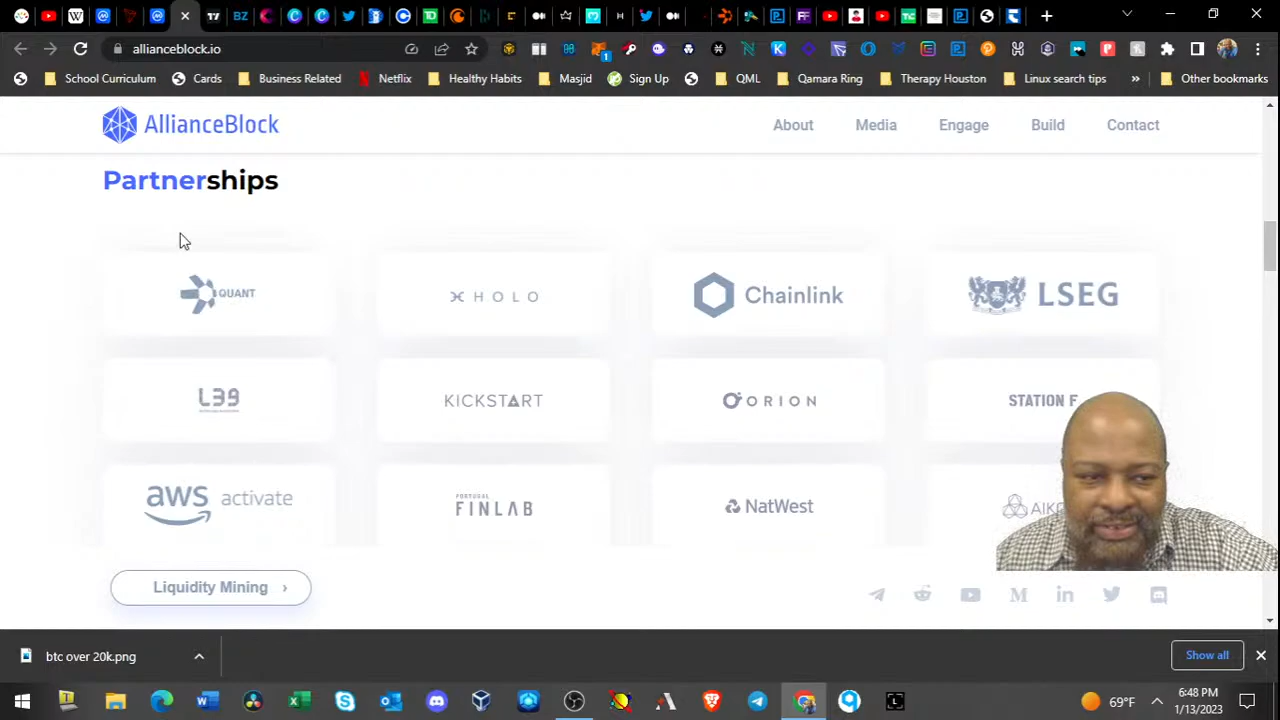 allianceblock.io
School Curriculum
Cards
Business Related
Netflix
Healthy Habits
Masjid
Sign Up
QML
Qamara Ring
Therapy Houston
Linux search tips
»
Other bookmarks
AllianceBlock
About
Media
Engage
Build
Contact
Partnerships
QUANT
HOLO
Chainlink
LSEG
L39
KICKSTART
ORION
STATION F
aws activate
PORTUGAL
FINLAB
NatWest
Liquidity Mining
btc over 20k.png
Show all
69°F
6:48 PM
1/13/2023